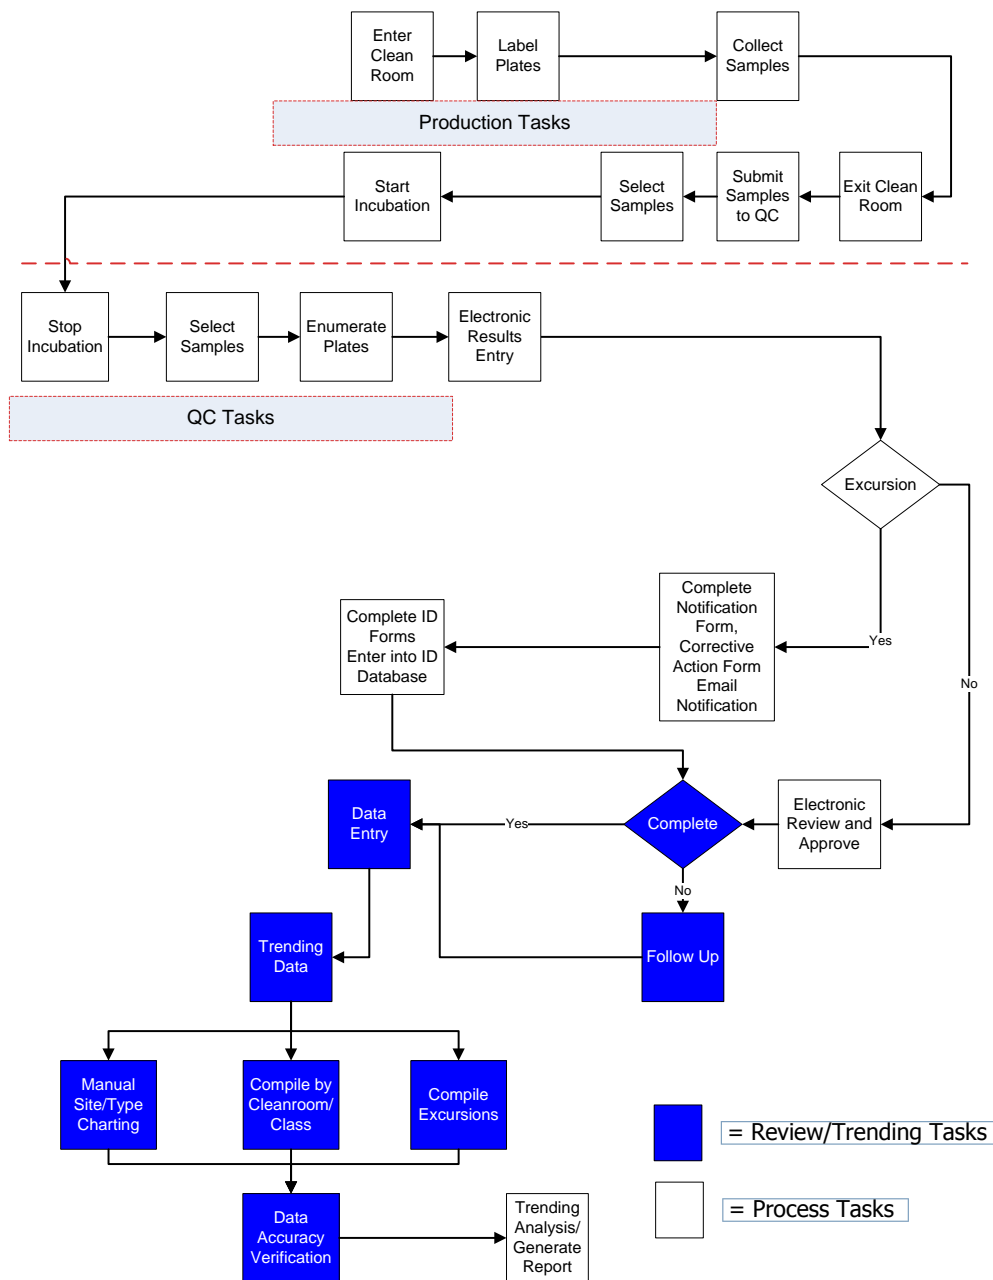 Enter
Clean
Room
Label
Plates
Collect
Samples
Production Tasks
Start
Incubation
Select
Samples
Submit
Samples
to QC
Exit Clean
Room
Stop
Incubation
Select
Samples
Enumerate
Plates
Electronic
Results
Entry
QC Tasks
Excursion
Complete ID
Forms
Enter into ID
Database
Complete
Notification
Form,
Corrective
Action Form
Email
Notification
Yes
No
Data
Entry
Yes
Complete
Electronic
Review and
Approve
No
Trending
Data
Follow Up
Manual
Site/Type
Charting
Compile by
Cleanroom/
Class
Compile
Excursions
= Review/Trending Tasks
= Process Tasks
Data
Accuracy
Verification
Trending
Analysis/
Generate
Report